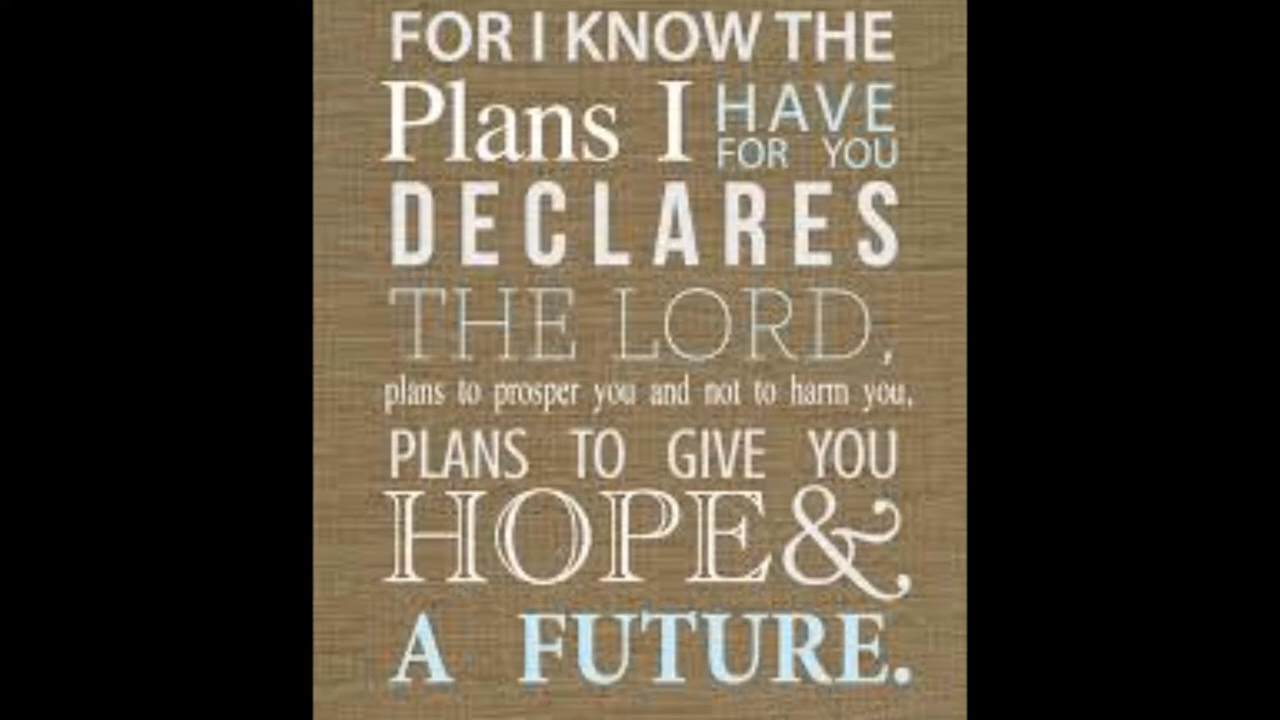 FOR I KNOW THE
Plans I HAVE
FOR YOU
DECLARES
THE LORD,
plans to prosper you and not to harm you,
PLANS TO GIVE YOU
HOPE &
A FUTURE.